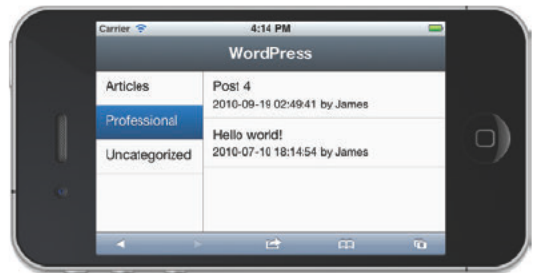 Carrier 4:14 PM
WordPress
Articles
Professional
Uncategorized
Post 4
2010-09-19 02:49:41 by James
Hello world!
2010-07-10 18:14:54 by James